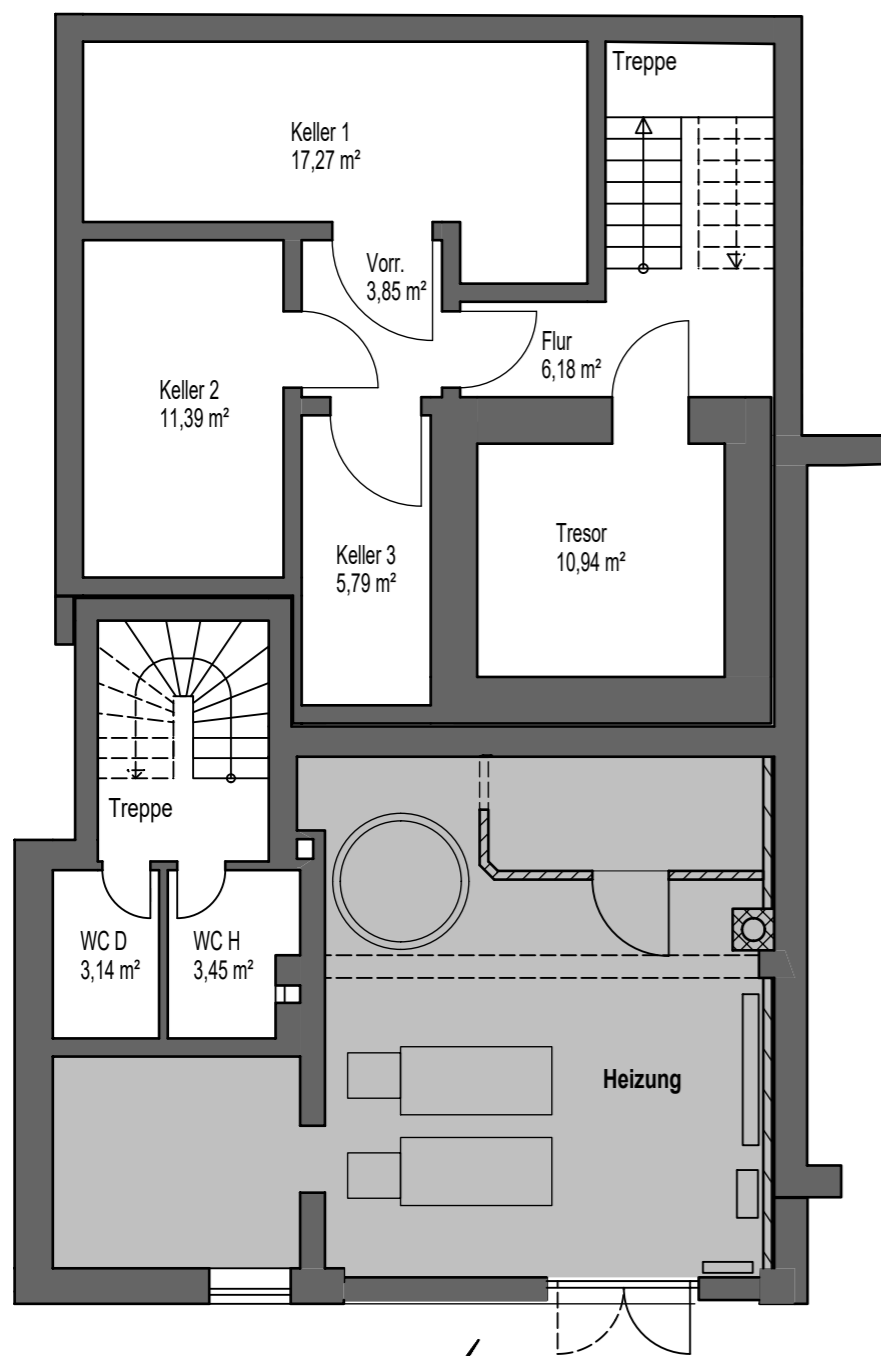 Treppe
Keller 1
17,27 m²
Vorr.
3,85 m²
Flur
6,18 m²
Keller 2
11,39 m²
Tresor
10,94 m²
Keller 3
5,79 m²
Treppe
WC D
3,14 m²
WC H
3,45 m²
Heizung